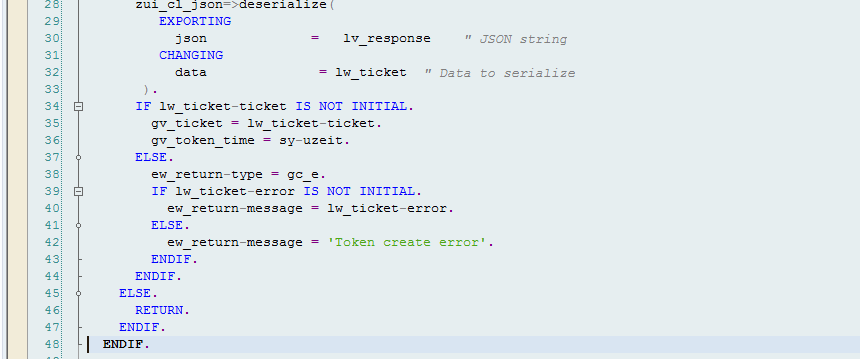 28 zui_cl_json=>deserialize(
29 EXPORTING
30 json = lv_response " JSON string
31 CHANGING
32 data = lw_ticket " Data to serialize
33 ).
34 IF lw_ticket-ticket IS NOT INITIAL.
35 gv_ticket = lw_ticket-ticket.
36 gv_token_time = sy-uzeit.
37 ELSE.
38 ew_return-type = gc_e.
39 IF lw_ticket-error IS NOT INITIAL.
40 ew_return-message = lw_ticket-error.
41 ELSE.
42 ew_return-message = 'Token create error'.
43 ENDIF.
44 ENDIF.
45 ELSE.
46 RETURN.
47 ENDIF.
48 ENDIF.